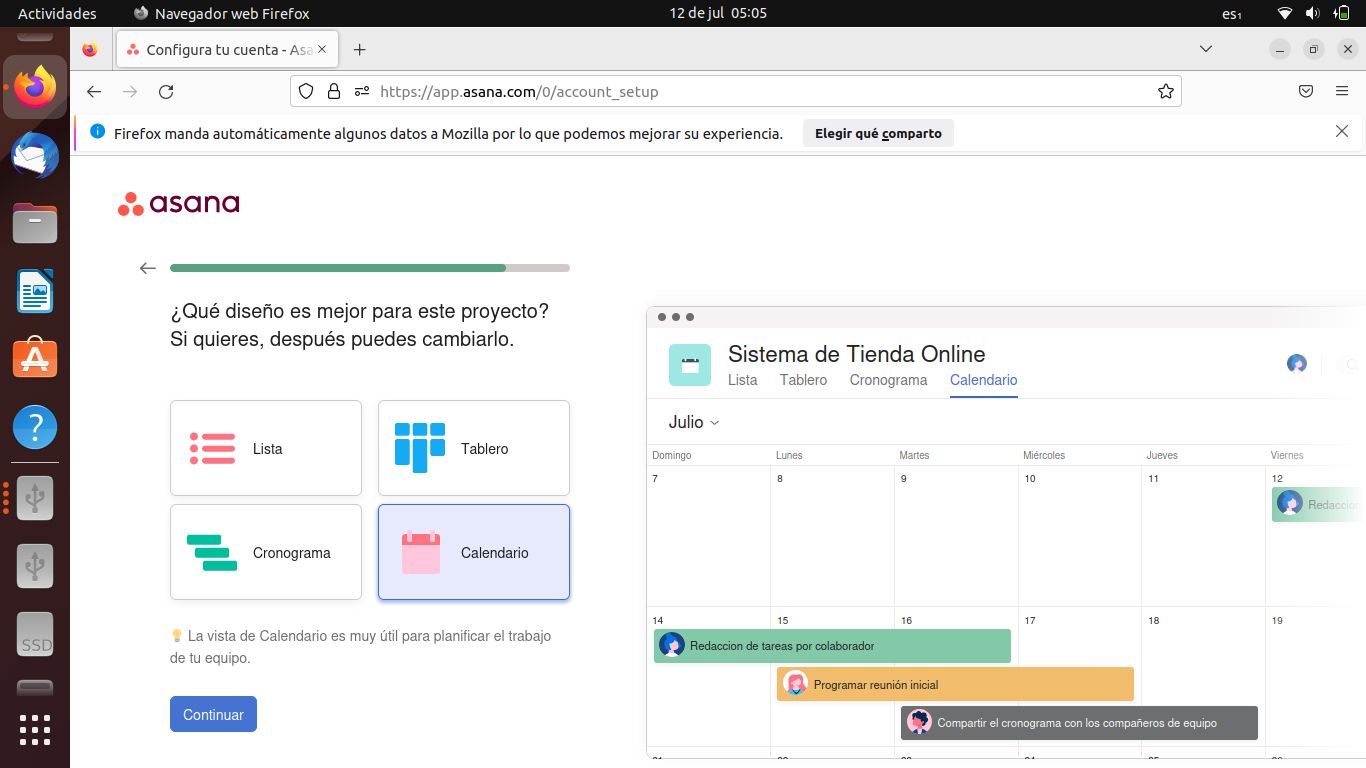 Actividades
Navegador web Firefox
12 de jul 05:05
es₁
Configura tu cuenta - Asa
https://app.asana.com/0/account_setup
Firefox manda automáticamente algunos datos a Mozilla por lo que podemos mejorar su experiencia.
Elegir qué comparto
asana
¿Qué diseño es mejor para este proyecto?
Si quieres, después puedes cambiarlo.
Lista
Tablero
Cronograma
Calendario
💡 La vista de Calendario es muy útil para planificar el trabajo
de tu equipo.
Continuar
Sistema de Tienda Online
Lista Tablero Cronograma Calendario
Julio
Domingo Lunes Martes Miércoles Jueves Viernes
7 8 9 10 11 12
Redaccion
14 15 16 17 18 19
Redaccion de tareas por colaborador
Programar reunión inicial
Compartir el cronograma con los compañeros de equipo
SSD